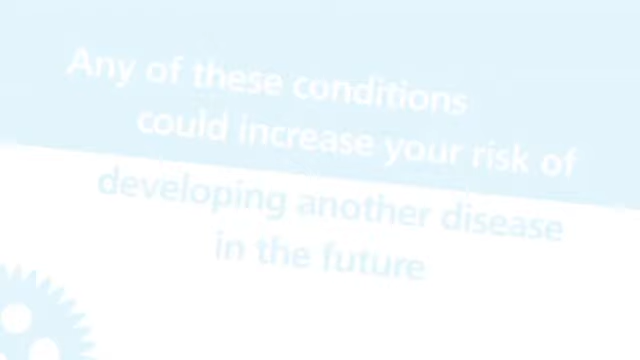 Any of these conditions
could increase your risk of
developing another disease
in the future